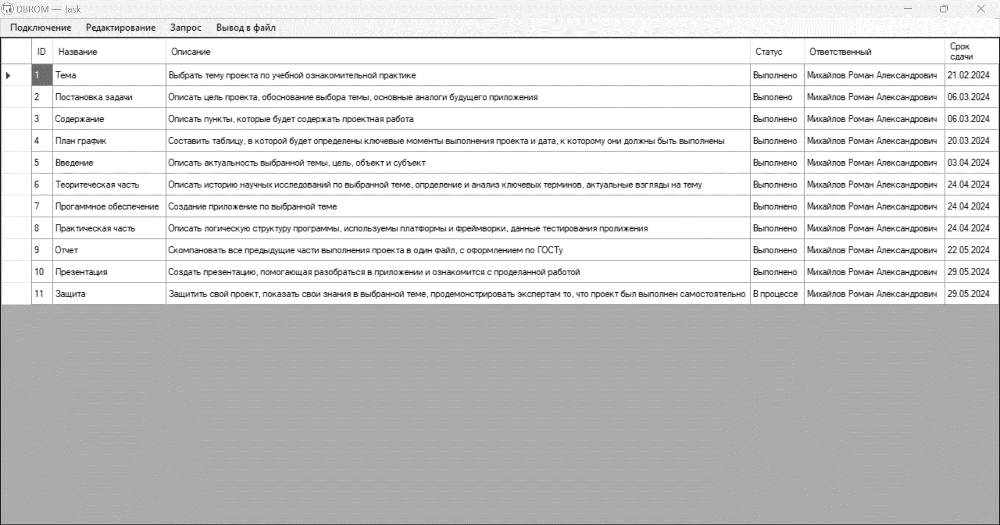 DBROM — Task
Подключение Редактирование Запрос Вывод в файл
ID Название Описание Статус Ответственный Срок сдачи
1 Тема Выбрать тему проекта по учебной ознакомительной практике Выполнено Михайлов Роман Александрович 21.02.2024
2 Постановка задачи Описать цель проекта, обоснование выбора темы, основные аналоги будущего приложения Выполено Михайлов Роман Александрович 06.03.2024
3 Содержание Описать пункты, которые будет содержать проектная работа Выполнено Михайлов Роман Александрович 06.03.2024
4 План график Составить таблицу, в которой будет определены ключевые моменты выполнения проекта и дата, к которому они должны быть выполнены Выполнено Михайлов Роман Александрович 20.03.2024
5 Введение Описать актуальность выбранной темы, цель, объект и субъект Выполнено Михайлов Роман Александрович 03.04.2024
6 Теоритеческая часть Описать историю научных исследований по выбранной теме, опрделение и анализ ключевых терминов, актуальные взгляды на тему Выполнено Михайлов Роман Александрович 24.04.2024
7 Прогаммное обеспечение Создание приложение по выбранной теме Выполнено Михайлов Роман Александрович 24.04.2024
8 Практическая часть Описать логическую структуру программы, используемы платформы и фреймворки, данные тестирования пролижения Выполнено Михайлов Роман Александрович 24.04.2024
9 Отчет Скомпановать все предыдущие части выполнения проекта в один файл, с оформлением по ГОСТу Выполнено Михайлов Роман Александрович 22.05.2024
10 Презентация Создать презентацию, помогающая разобраться в приложении и ознакомится с проделанной работой Выполнено Михайлов Роман Александрович 29.05.2024
11 Защита Защитить свой проект, показать свои знания в выбранной теме, продемонстрировать экспертам то, что проект был выполнен самостоятельно В процессе Михайлов Роман Александрович 29.05.2024